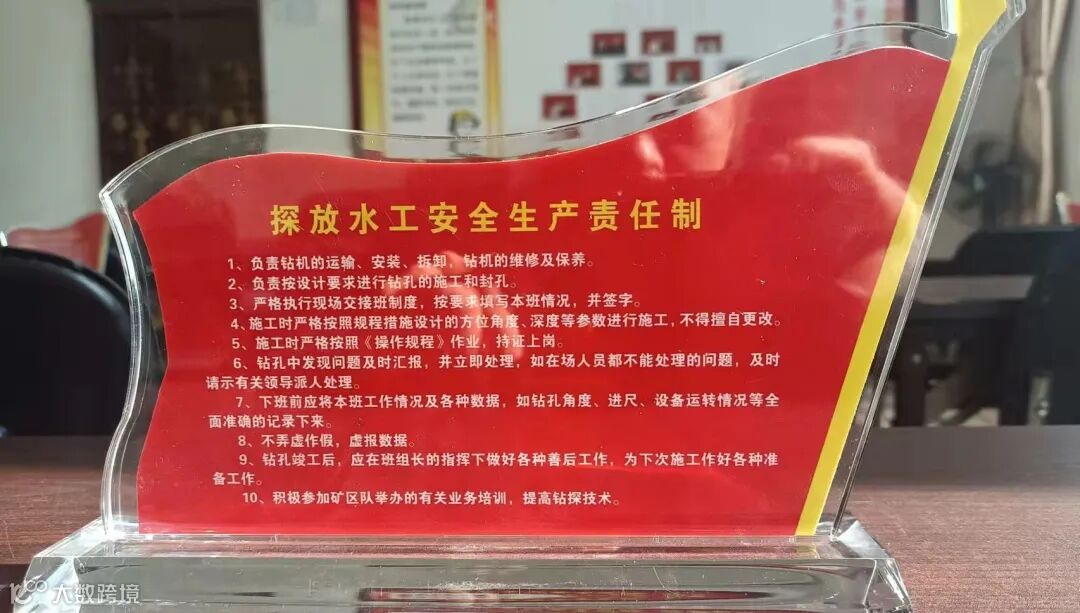 探放水工安全生产责任制
1、负责钻机的运输、安装、拆卸，钻机的维修及保养。
2、负责按设计要求进行钻孔的施工和封孔。
3、严格执行现场交接班制度，按要求填写本班情况，并签字。
4、施工时严格按照规程措施设计的方位角度、深度等参数进行施工，不得擅自更改。
5、施工时严格按照《操作规程》作业，持证上岗。
6、钻孔中发现问题及时汇报，并立即处理，如在场人员都不能处理的问题，及时
请示有关领导派人处理。
7、下班前应将本班工作情况及各种数据，如钻孔角度、进尺、设备运转情况等全
面准确的记录下来。
8、不弄虚作假，虚报数据。
9、钻孔竣工后，应在班组长的指挥下做好各种善后工作，为下次施工作好各种准
备工作。
10、积极参加矿区队举办的有关业务培训，提高钻探技术。
大数跨境